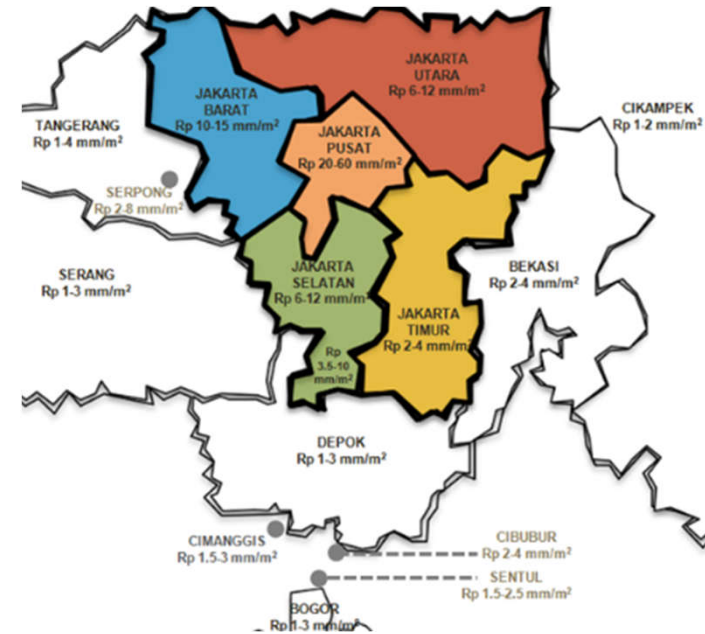 JAKARTA
UTARA
Rp 6-12 mm/m²
JAKARTA
BARAT
Rp 10-15 mm/m²
CIKAMPEK
Rp 1-2 mm/m²
TANGERANG
Rp 1-4 mm/m²
JAKARTA
PUSAT
Rp 20-60 mm/m²
SERPONG
Rp 2-8 mm/m²
SERANG
Rp 1-3 mm/m²
JAKARTA
SELATAN
Rp 6-12 mm/m²
BEKASI
Rp 2-4 mm/m²
JAKARTA
TIMUR
Rp 2-4 mm/m²
Rp
3.5-10
mm/m²
DEPOK
Rp 1-3 mm/m²
CIMANGGIS
Rp 1.5-3 mm/m²
CIBUBUR
Rp 2-4 mm/m²
SENTUL
Rp 1.5-2.5 mm/m²
BOGOR
Rp 1-3 mm/m²